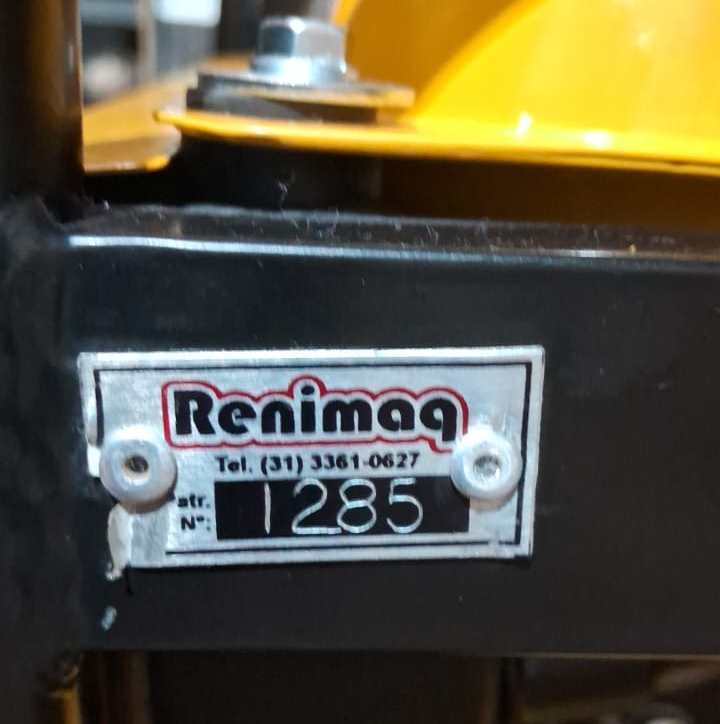 Renimaq
Tel. (31) 3361-0627
atr.
N°: 1285